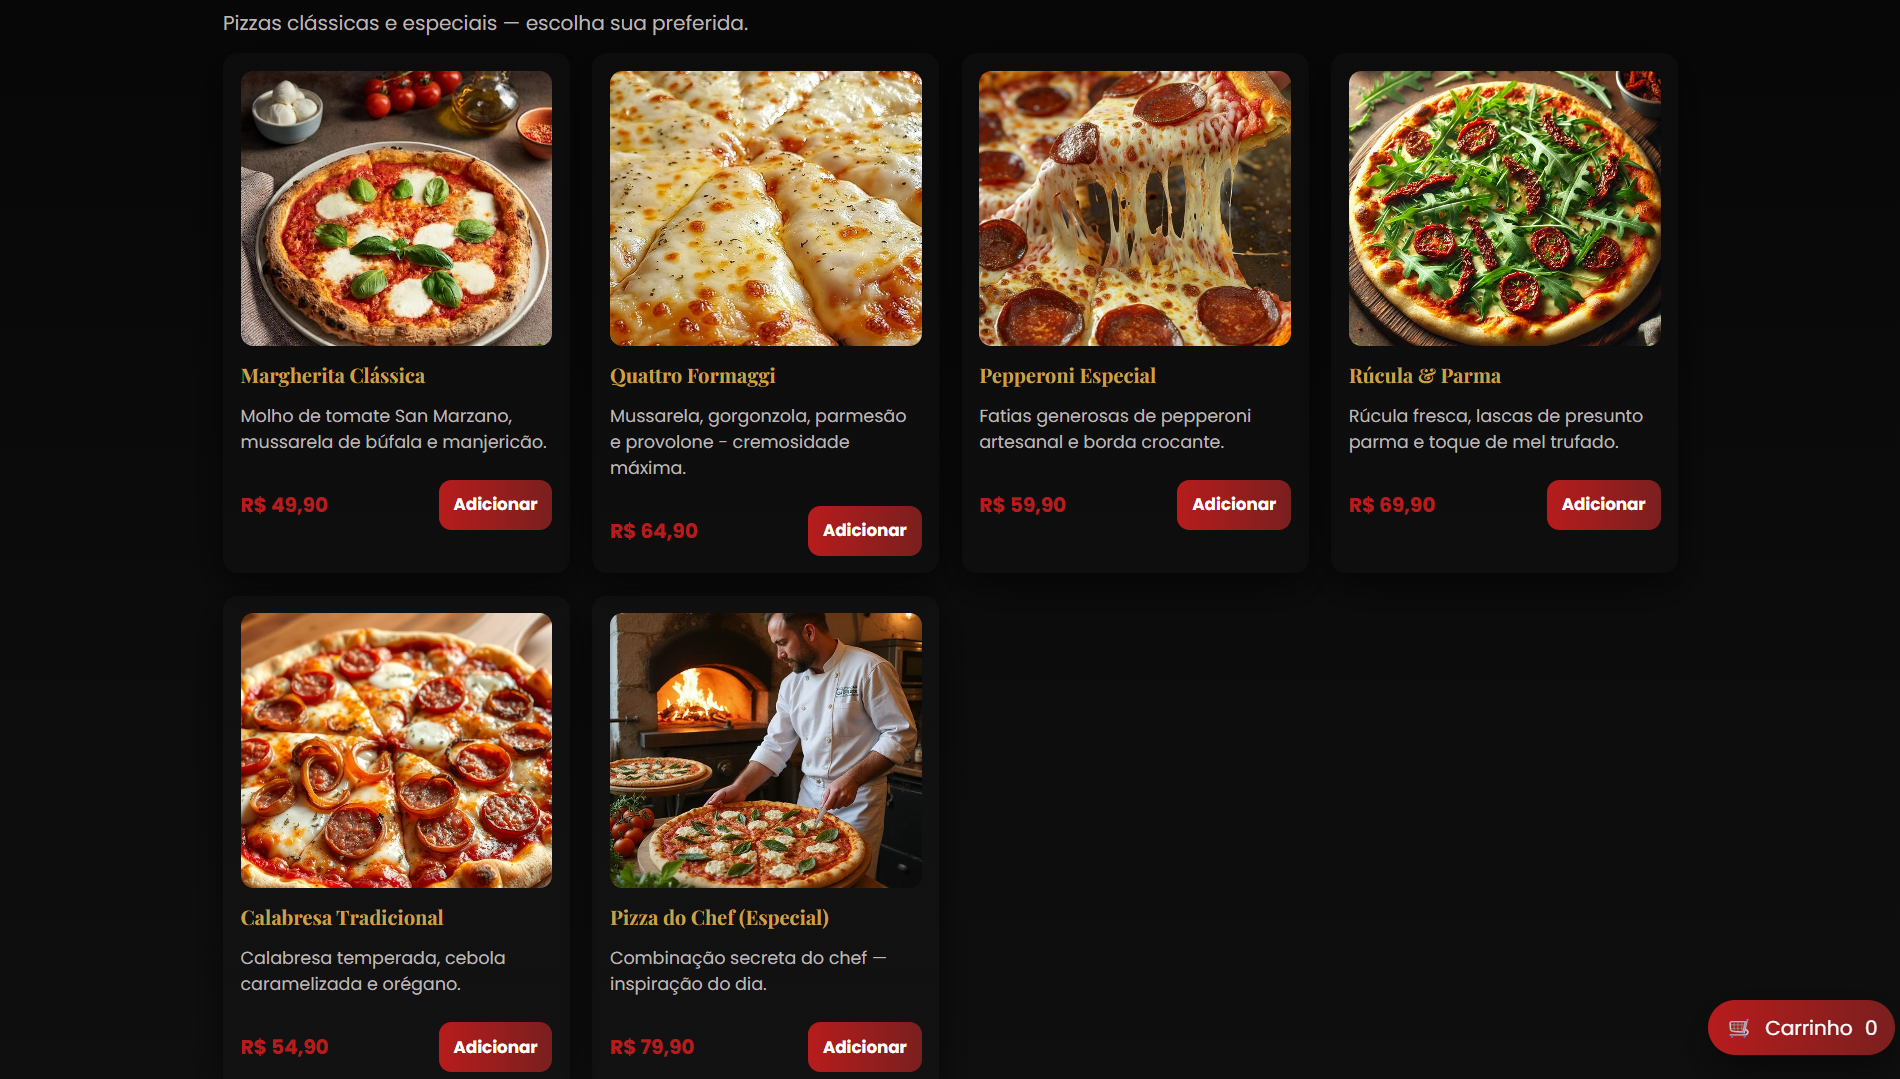 Pizzas clássicas e especiais — escolha sua preferida.
Margherita Clássica
Molho de tomate San Marzano,
mussarela de búfala e manjericão.
R$ 49,90
Adicionar
Quattro Formaggi
Mussarela, gorgonzola, parmesão
e provolone - cremosidade
máxima.
R$ 64,90
Adicionar
Pepperoni Especial
Fatias generosas de pepperoni
artesanal e borda crocante.
R$ 59,90
Adicionar
Rúcula & Parma
Rúcula fresca, lascas de presunto
parma e toque de mel trufado.
R$ 69,90
Adicionar
Calabresa Tradicional
Calabresa temperada, cebola
caramelizada e orégano.
R$ 54,90
Adicionar
Pizza do Chef (Especial)
Combinação secreta do chef —
inspiração do dia.
R$ 79,90
Adicionar
Carrinho 0